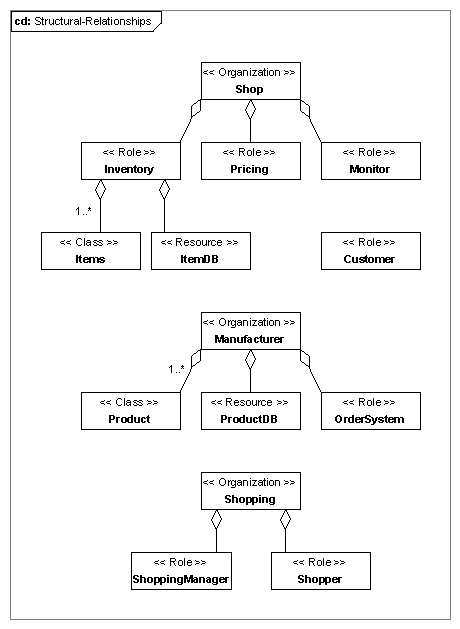 cd: Structural-Relationships
<< Organization >>
Shop
<< Role >>
Inventory
<< Role >>
Pricing
<< Role >>
Monitor
1..*
<< Class >>
Items
<< Resource >>
ItemDB
<< Role >>
Customer
<< Organization >>
Manufacturer
1..*
<< Class >>
Product
<< Resource >>
ProductDB
<< Role >>
OrderSystem
<< Organization >>
Shopping
<< Role >>
ShoppingManager
<< Role >>
Shopper